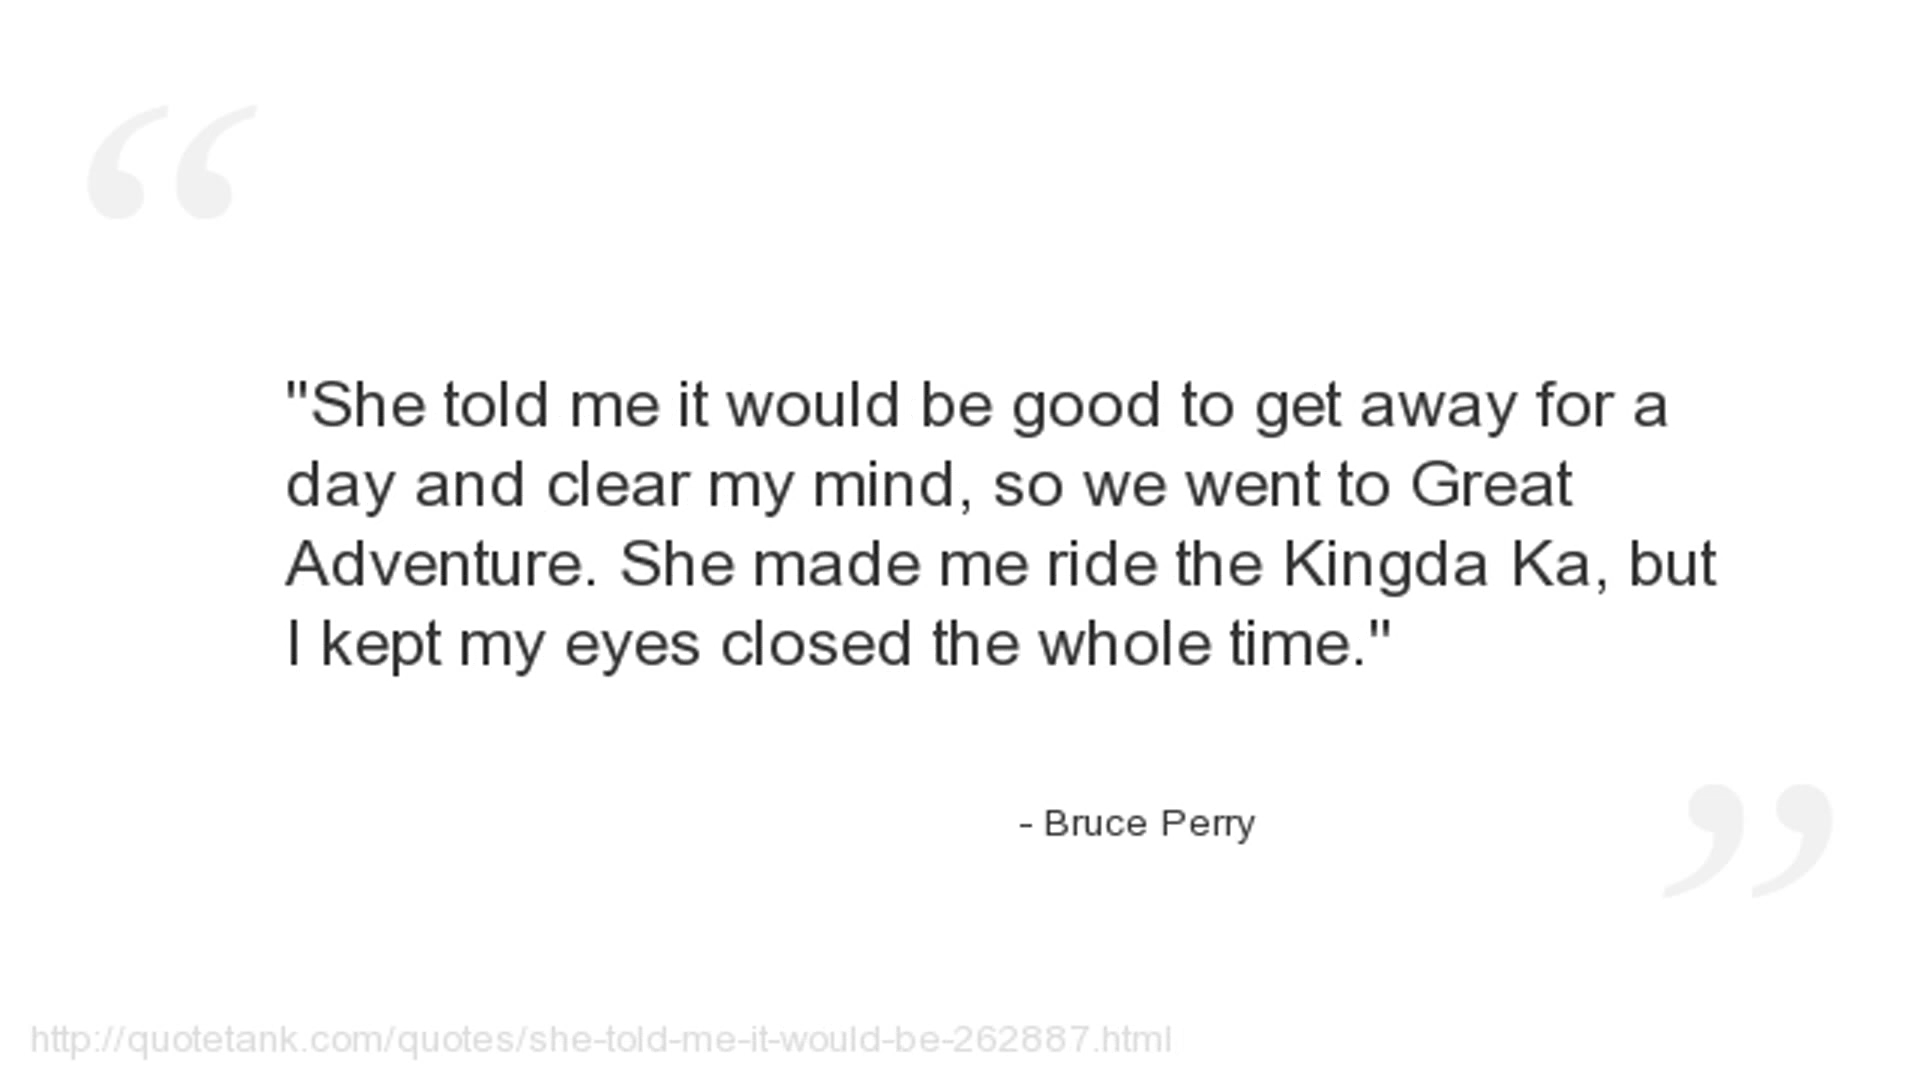 "She told me it would be good to get away for a
day and clear my mind, so we went to Great
Adventure. She made me ride the Kingda Ka, but
I kept my eyes closed the whole time."
- Bruce Perry
http://quotetank.com/quotes/she-told-me-it-would-be-262887.html